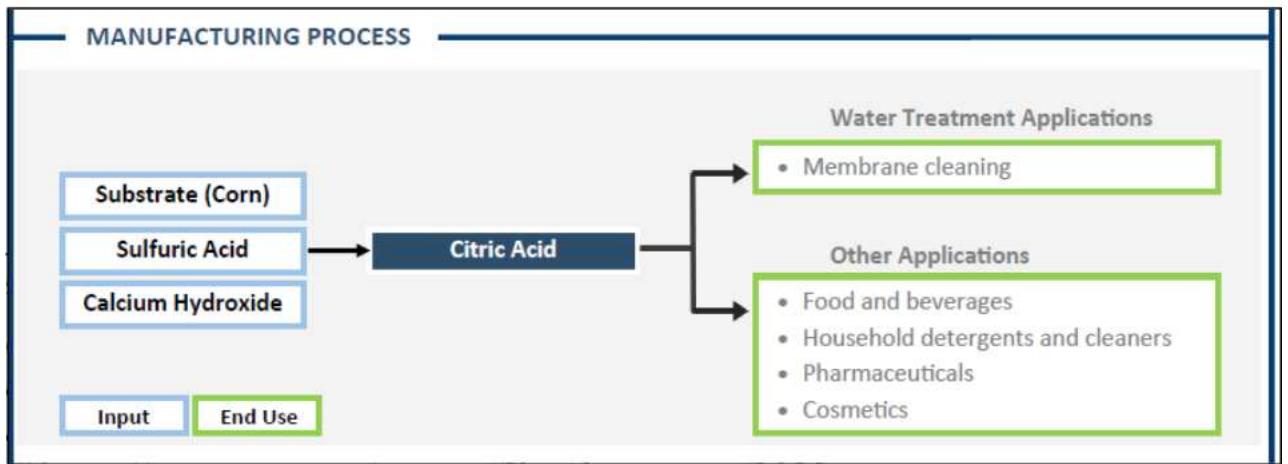 MANUFACTURING PROCESS
Substrate (Corn)
Sulfuric Acid
Calcium Hydroxide
Citric Acid
Water Treatment Applications
• Membrane cleaning
Other Applications
• Food and beverages
• Household detergents and cleaners
• Pharmaceuticals
• Cosmetics
Input
End Use